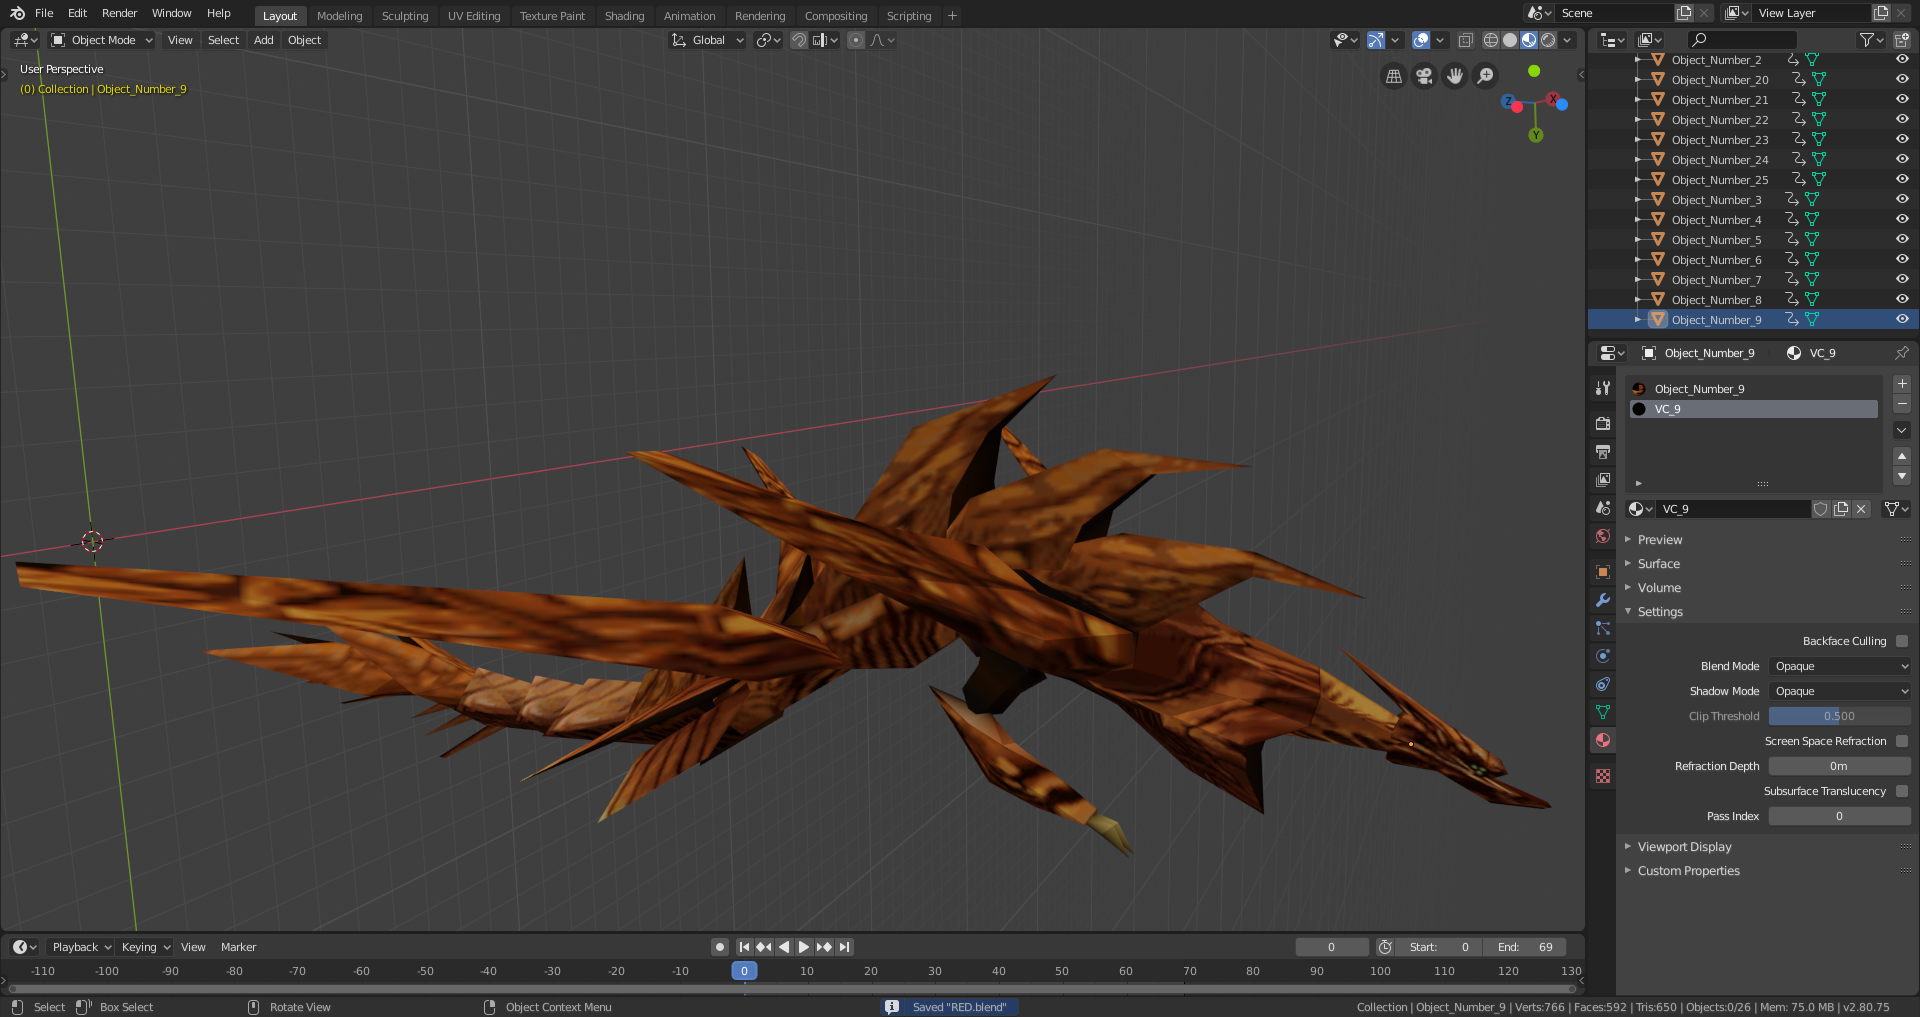 File Edit Render Window Help Layout Modeling Sculpting UV Editing Texture Paint Shading Animation Rendering Compositing Scripting + Scene View Layer
Object Mode View Select Add Object Global
User Perspective
(0) Collection | Object_Number_9
Z X Y
Object_Number_2
Object_Number_20
Object_Number_21
Object_Number_22
Object_Number_23
Object_Number_24
Object_Number_25
Object_Number_3
Object_Number_4
Object_Number_5
Object_Number_6
Object_Number_7
Object_Number_8
Object_Number_9
Object_Number_9 VC_9
Object_Number_9
VC_9
VC_9
Preview
Surface
Volume
Settings
Backface Culling
Blend Mode Opaque
Shadow Mode Opaque
Clip Threshold 0.500
Screen Space Refraction
Refraction Depth 0m
Subsurface Translucency
Pass Index 0
Viewport Display
Custom Properties
Playback Keying View Marker 0 Start: 0 End: 69
-110 -100 -90 -80 -70 -60 -50 -40 -30 -20 -10 0 10 20 30 40 50 60 70 80 90 100 110 120 130
Select Box Select Rotate View Object Context Menu Saved "RED.blend" Collection | Object_Number_9 | Verts:766 | Faces:592 | Tris:650 | Objects:0/26 | Mem: 75.0 MB | v2.80.75